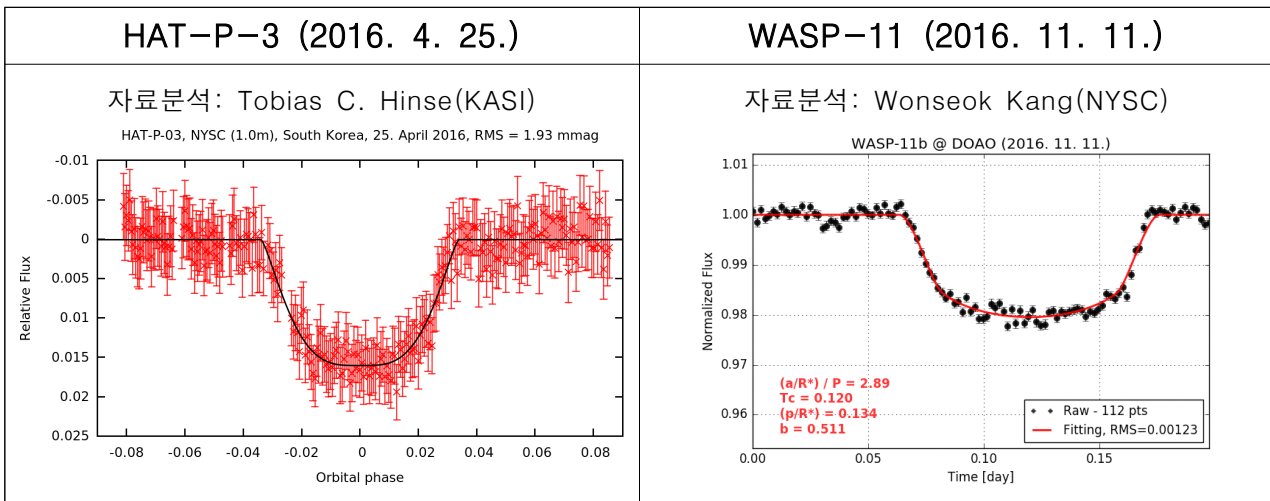 HAT-P-3 (2016. 4. 25.)
자료분석: Tobias C. Hinse(KASI)
HAT-P-03, NYSC (1.0m), South Korea, 25. April 2016, RMS = 1.93 mmag
-0.01
-0.005
0
0.005
0.01
0.015
0.02
0.025
Relative Flux
-0.08 -0.06 -0.04 -0.02 0 0.02 0.04 0.06 0.08
Orbital phase
WASP-11 (2016. 11. 11.)
자료분석: Wonseok Kang(NYSC)
WASP-11b @ DOAO (2016. 11. 11.)
1.01
1.00
0.99
0.98
0.97
0.96
Normalized Flux
(a/R*) / P = 2.89
Tc = 0.120
(p/R*) = 0.134
b = 0.511
Raw - 112 pts
Fitting, RMS=0.00123
0.00 0.05 0.10 0.15
Time [day]